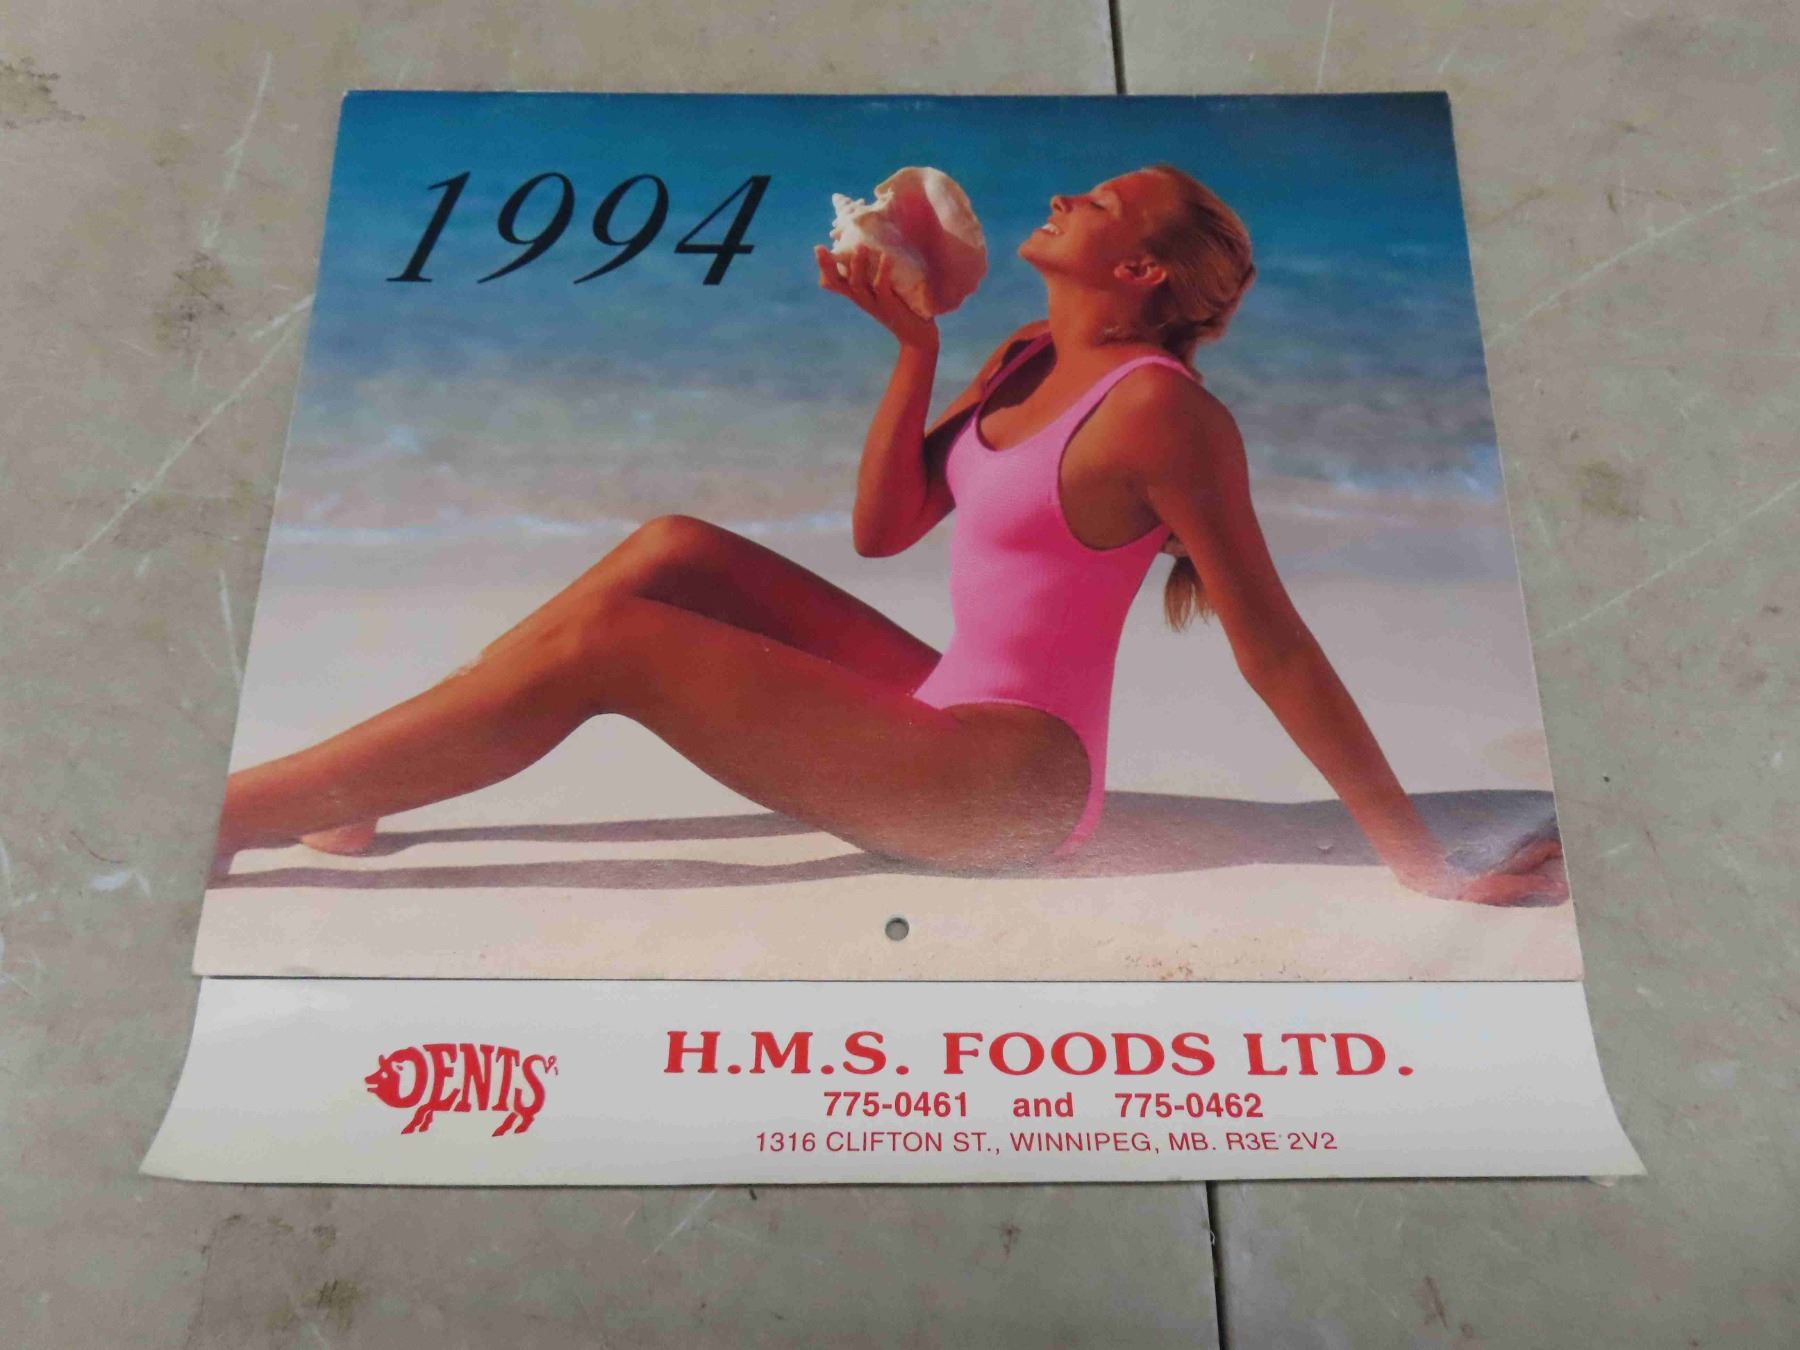 1994
DENTS
H.M.S. FOODS LTD.
775-0461 and 775-0462
1316 CLIFTON ST., WINNIPEG, MB. R3E 2V2